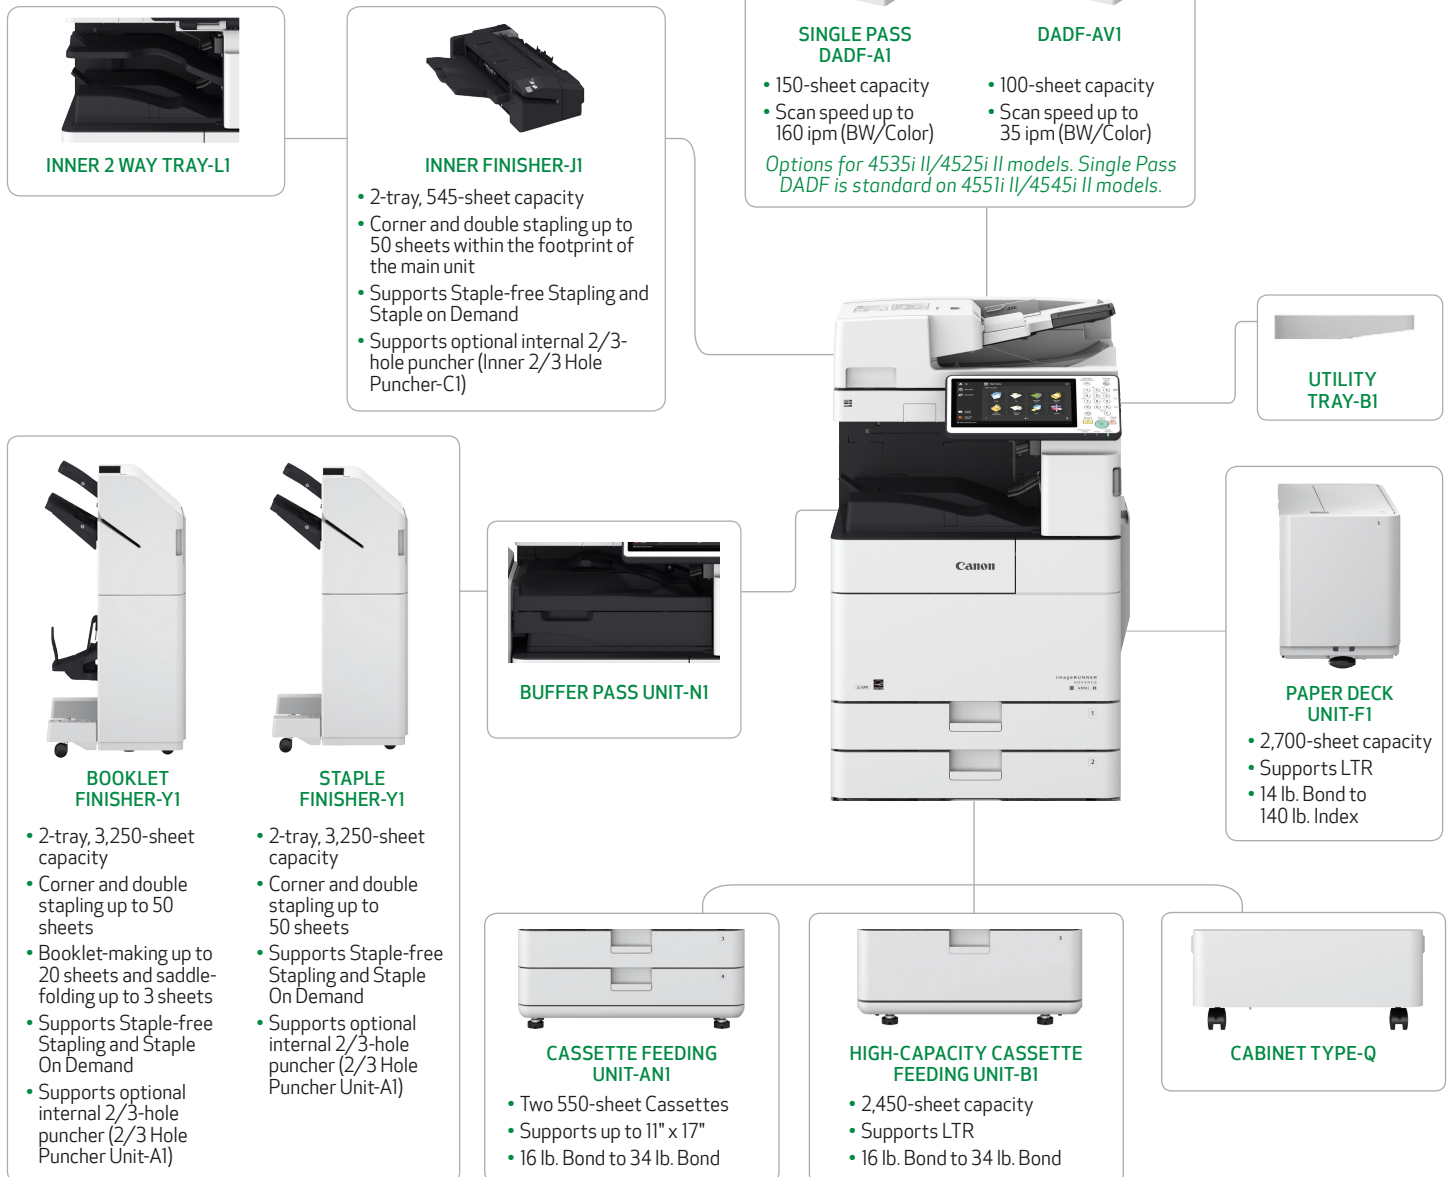 INNER 2 WAY TRAY-L1
INNER FINISHER-J1
• 2-tray, 545-sheet capacity
• Corner and double stapling up to
50 sheets within the footprint of
the main unit
• Supports Staple-free Stapling and
Staple on Demand
• Supports optional internal 2/3-
hole puncher (Inner 2/3 Hole
Puncher-C1)
SINGLE PASS
DADF-A1
• 150-sheet capacity
• Scan speed up to
160 ipm (BW/Color)
DADF-AV1
• 100-sheet capacity
• Scan speed up to
35 ipm (BW/Color)
Options for 4535i II/4525i II models. Single Pass
DADF is standard on 4551i II/4545i II models.
UTILITY
TRAY-B1
BOOKLET
FINISHER-Y1
• 2-tray, 3,250-sheet
capacity
• Corner and double
stapling up to 50
sheets
• Booklet-making up to
20 sheets and saddle-
folding up to 3 sheets
• Supports Staple-free
Stapling and Staple
On Demand
• Supports optional
internal 2/3-hole
puncher (2/3 Hole
Puncher Unit-A1)
STAPLE
FINISHER-Y1
• 2-tray, 3,250-sheet
capacity
• Corner and double
stapling up to
50 sheets
• Supports Staple-free
Stapling and Staple
On Demand
• Supports optional
internal 2/3-hole
puncher (2/3 Hole
Puncher Unit-A1)
BUFFER PASS UNIT-N1
Canon
imageRUNNER
ADVANCE
1
2
5
PAPER DECK
UNIT-F1
• 2,700-sheet capacity
• Supports LTR
• 14 lb. Bond to
140 lb. Index
3
4
CASSETTE FEEDING
UNIT-AN1
• Two 550-sheet Cassettes
• Supports up to 11" x 17"
• 16 lb. Bond to 34 lb. Bond
3
HIGH-CAPACITY CASSETTE
FEEDING UNIT-B1
• 2,450-sheet capacity
• Supports LTR
• 16 lb. Bond to 34 lb. Bond
CABINET TYPE-Q